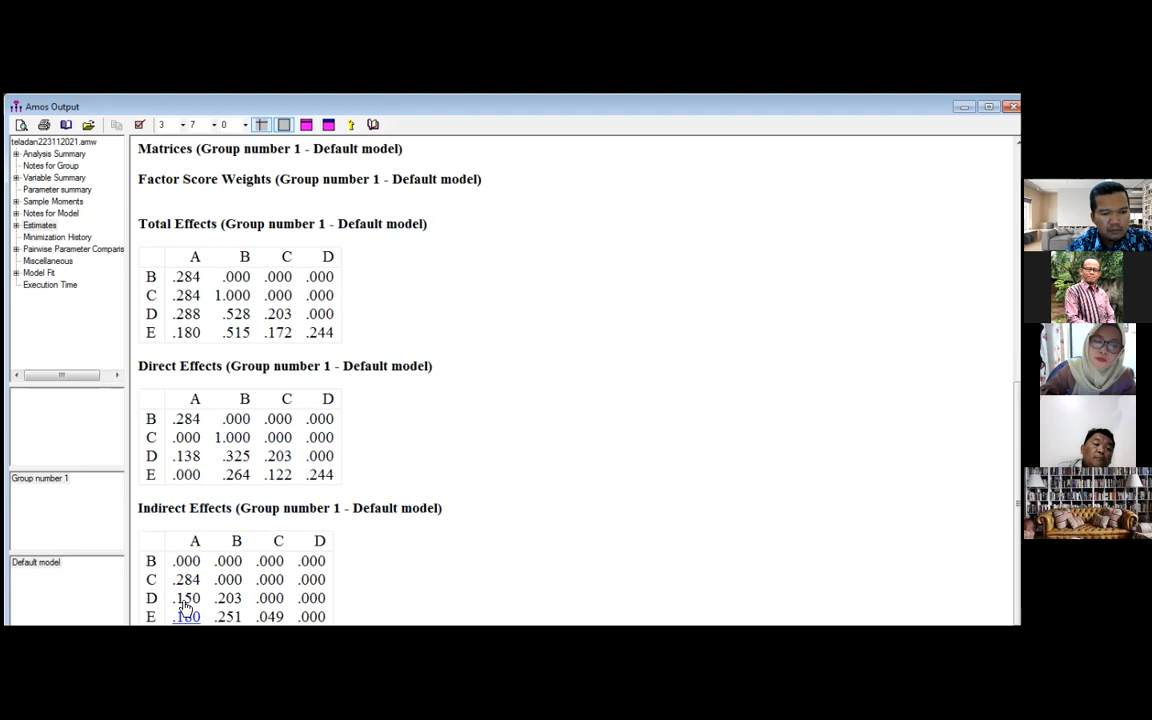 Amos Output
3 7 0
teladan223112021.amw
Analysis Summary
Notes for Group
Variable Summary
Parameter summary
Sample Moments
Notes for Model
Estimates
Minimization History
Pairwise Parameter Comparis
Miscellaneous
Model Fit
Execution Time
Group number 1
Default model
Matrices (Group number 1 - Default model)
Factor Score Weights (Group number 1 - Default model)
Total Effects (Group number 1 - Default model)
A B C D
B .284 .000 .000 .000
C .284 1.000 .000 .000
D .288 .528 .203 .000
E .180 .515 .172 .244
Direct Effects (Group number 1 - Default model)
A B C D
B .284 .000 .000 .000
C .000 1.000 .000 .000
D .138 .325 .203 .000
E .000 .264 .122 .244
Indirect Effects (Group number 1 - Default model)
A B C D
B .000 .000 .000 .000
C .284 .000 .000 .000
D .150 .203 .000 .000
E .180 .251 .049 .000